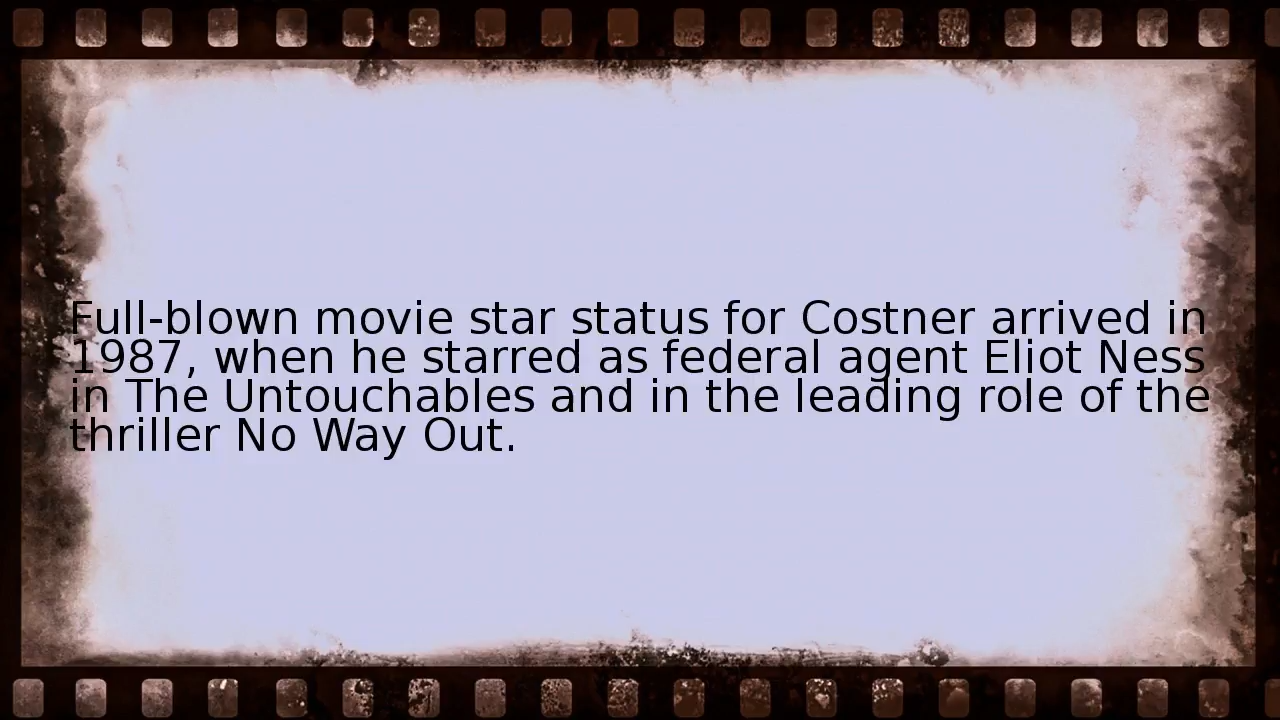 Full-blown movie star status for Costner arrived in
1987, when he starred as federal agent Eliot Ness
in The Untouchables and in the leading role of the
thriller No Way Out.